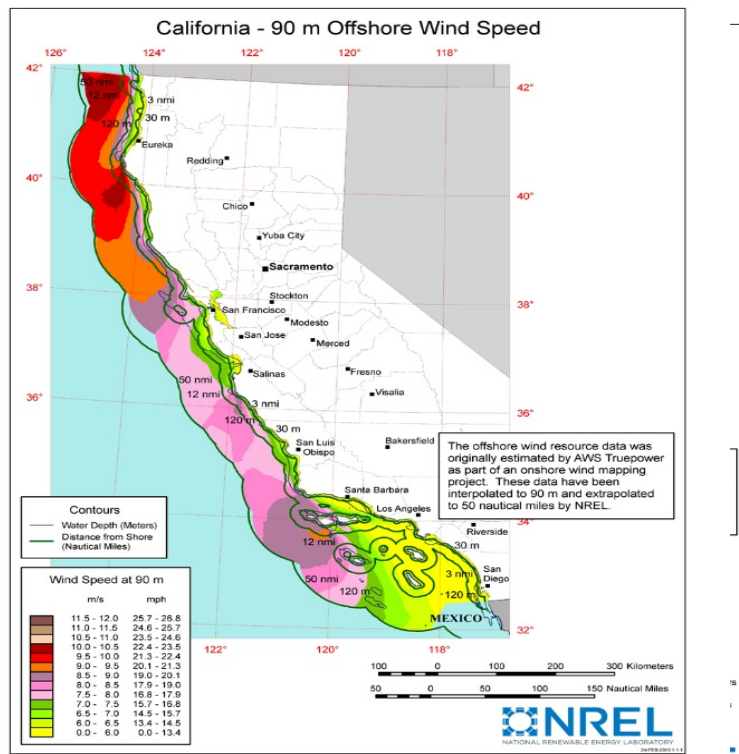 California - 90 m Offshore Wind Speed
126° 124° 122° 120° 118°
42°
42°
50 nmi
12 nmi
3 nmi
120 m
30 m
Eureka
Redding
40°
40°
Chico
Yuba City
Sacramento
38°
Stockton
38°
San Francisco
Modesto
San Jose
Merced
50 nmi
Salinas
Fresno
12 nmi
36°
3 nmi
Visalia
120 m
36°
30 m
San Luis
Obispo
Bakersfield
The offshore wind resource data was
originally estimated by AWS Truepower
as part of an onshore wind mapping
project. These data have been
interpolated to 90 m and extrapolated
to 50 nautical miles by NREL.
Santa Barbara
Los Angeles
34°
34°
Riverside
12 nmi
30 m
50 nmi
3 nmi
San
Diego
120 m
120 m
MEXICO
32°
122° 120° 118°
Contours
Water Depth (Meters)
Distance from Shore
(Nautical Miles)
Wind Speed at 90 m
m/s mph
11.5 - 12.0 25.7 - 26.8
11.0 - 11.5 24.6 - 25.7
10.5 - 11.0 23.5 - 24.6
10.0 - 10.5 22.4 - 23.5
9.5 - 10.0 21.3 - 22.4
9.0 - 9.5 20.1 - 21.3
8.5 - 9.0 19.0 - 20.1
8.0 - 8.5 17.9 - 19.0
7.5 - 8.0 16.8 - 17.9
7.0 - 7.5 15.7 - 16.8
6.5 - 7.0 14.5 - 15.7
6.0 - 6.5 13.4 - 14.5
0.0 - 6.0 0.0 - 13.4
100 0 100 200 300 Kilometers
50 0 50 100 150 Nautical Miles
NREL
NATIONAL RENEWABLE ENERGY LABORATORY